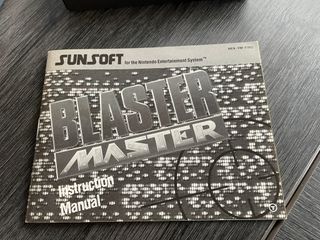 SUNSOFT for the Nintendo Entertainment System™
BLASTER
MASTER
Instruction
Manual